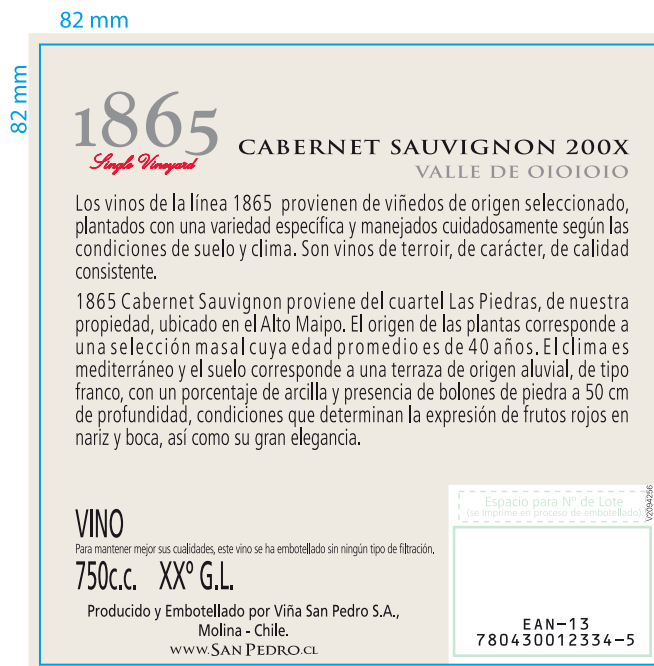 82 mm
82 mm
1865
Single Vineyard
CABERNET SAUVIGNON 200X
VALLE DE OIOIOIO
Los vinos de la línea 1865 provienen de viñedos de origen seleccionado,
plantados con una variedad específica y manejados cuidadosamente según las
condiciones de suelo y clima. Son vinos de terroir, de carácter, de calidad
consistente.
1865 Cabernet Sauvignon proviene del cuartel Las Piedras, de nuestra
propiedad, ubicado en el Alto Maipo. El origen de las plantas corresponde a
una selección masal cuya edad promedio es de 40 años. El clima es
mediterráneo y el suelo corresponde a una terraza de origen aluvial, de tipo
franco, con un porcentaje de arcilla y presencia de bolones de piedra a 50 cm
de profundidad, condiciones que determinan la expresión de frutos rojos en
nariz y boca, así como su gran elegancia.
VINO
Para mantener mejor sus cualidades, este vino se ha embotellado sin ningún tipo de filtración.
750c.c. XXº G.L.
Producido y Embotellado por Viña San Pedro S.A.,
Molina - Chile.
WWW.SAN PEDRO.CL
Espacio para Nº de Lote
(se imprime en proceso de embotellado)
V2094256
EAN-13
780430012334-5